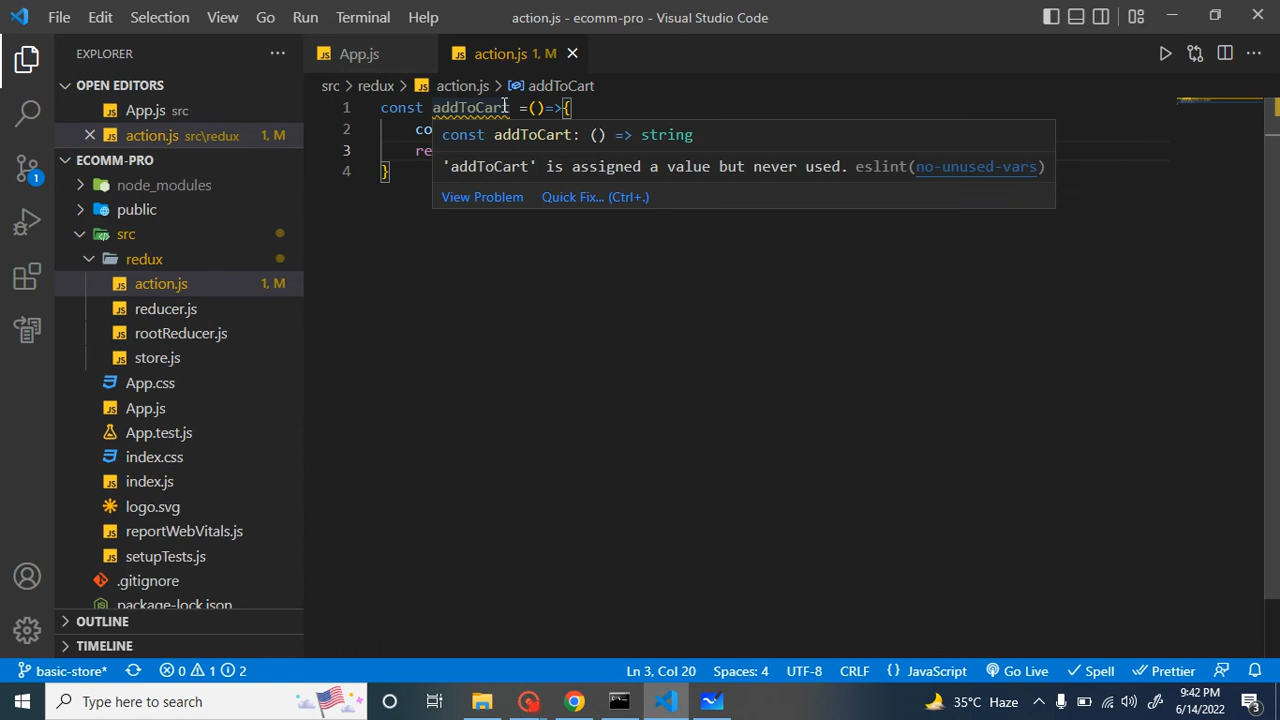 File Edit Selection View Go Run Terminal Help
action.js - ecomm-pro - Visual Studio Code
EXPLORER
App.js
action.js 1, M
OPEN EDITORS
App.js src
action.js src\redux 1, M
ECOMM-PRO
node_modules
public
src
redux
action.js 1, M
reducer.js
rootReducer.js
store.js
App.css
App.js
App.test.js
index.css
index.js
logo.svg
reportWebVitals.js
setupTests.js
.gitignore
package-lock.json
OUTLINE
TIMELINE
1
src > redux > action.js > addToCart
1 const addToCart =()=>{
2 co
3 re
4 }
const addToCart: () => string
'addToCart' is assigned a value but never used. eslint(no-unused-vars)
View Problem Quick Fix... (Ctrl+.)
basic-store* 0 1 2 Ln 3, Col 20 Spaces: 4 UTF-8 CRLF { } JavaScript Go Live Spell Prettier
Type here to search
35°C Haze
9:42 PM
6/14/2022
3